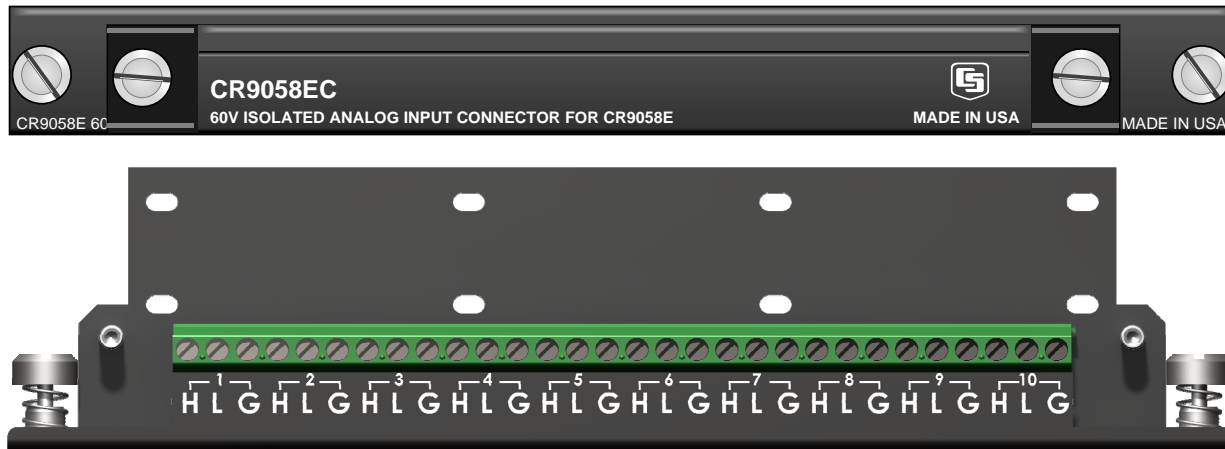 CR9058EC
60V ISOLATED ANALOG INPUT CONNECTOR FOR CR9058E
MADE IN USA
CR9058E 60
MADE IN USA
1 2 3 4 5 6 7 8 9 10
H L G H L G H L G H L G H L G H L G H L G H L G H L G H L G